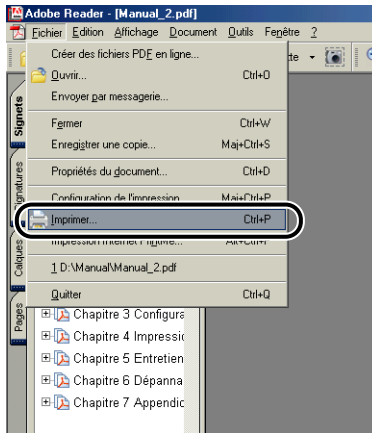 Adobe Reader - [Manual_2.pdf]
Fichier Edition Affichage Document Outils Fenêtre ?
Créer des fichiers PDF en ligne...
Ouvrir... Ctrl+O
Envoyer par messagerie...
Fermer Ctrl+W
Enregistrer une copie... Maj+Ctrl+S
Propriétés du document... Ctrl+D
Configuration de l'impression Maj+Ctrl+P
Imprimer... Ctrl+P
Impression Internet
1 D:\Manual\Manual_2.pdf
Quitter Ctrl+Q
Signets
Signatures
Calques
Pages
Chapitre 3 Configura
Chapitre 4 Impressio
Chapitre 5 Entretien
Chapitre 6 Dépanna
Chapitre 7 Appendic